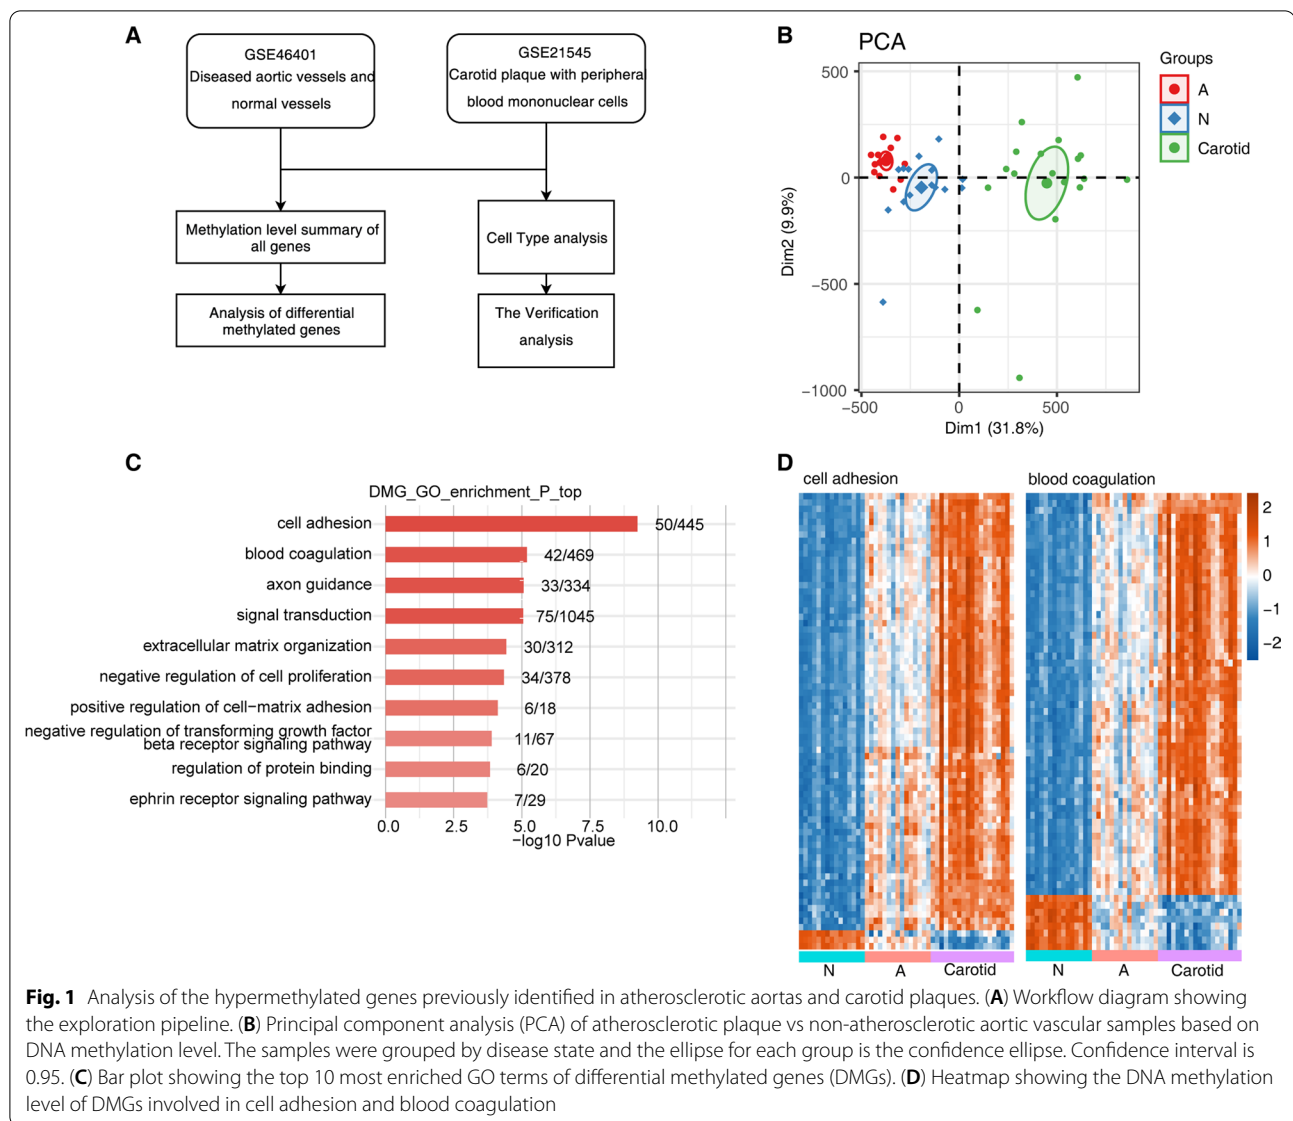 A
GSE46401
Diseased aortic vessels and
normal vessels
GSE21545
Carotid plaque with peripheral
blood mononuclear cells
Methylation level summary of
all genes
Cell Type analysis
Analysis of differential
methylated genes
The Verification
analysis
B
PCA
Groups
A
N
Carotid
500
0
−500
−1000
Dim2 (9.9%)
−500
0
500
Dim1 (31.8%)
C
DMG_GO_enrichment_P_top
cell adhesion
50/445
blood coagulation
42/469
axon guidance
33/334
signal transduction
75/1045
extracellular matrix organization
30/312
negative regulation of cell proliferation
34/378
positive regulation of cell−matrix adhesion
6/18
negative regulation of transforming growth factor
beta receptor signaling pathway
11/67
regulation of protein binding
6/20
ephrin receptor signaling pathway
7/29
0.0 2.5 5.0 7.5 10.0
−log10 Pvalue
D
cell adhesion
blood coagulation
2
1
0
−1
−2
N A Carotid
N A Carotid
Fig. 1 Analysis of the hypermethylated genes previously identified in atherosclerotic aortas and carotid plaques. (A) Workflow diagram showing
the exploration pipeline. (B) Principal component analysis (PCA) of atherosclerotic plaque vs non-atherosclerotic aortic vascular samples based on
DNA methylation level. The samples were grouped by disease state and the ellipse for each group is the confidence ellipse. Confidence interval is
0.95. (C) Bar plot showing the top 10 most enriched GO terms of differential methylated genes (DMGs). (D) Heatmap showing the DNA methylation
level of DMGs involved in cell adhesion and blood coagulation